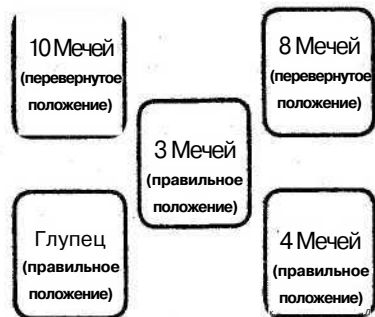 10 Мечей
(перевернутое
положение)
8 Мечей
(перевернутое
положение)
3 Мечей
(правильное
положение)
Глупец
(правильное
положение)
4 Мечей
(правильное
положение)